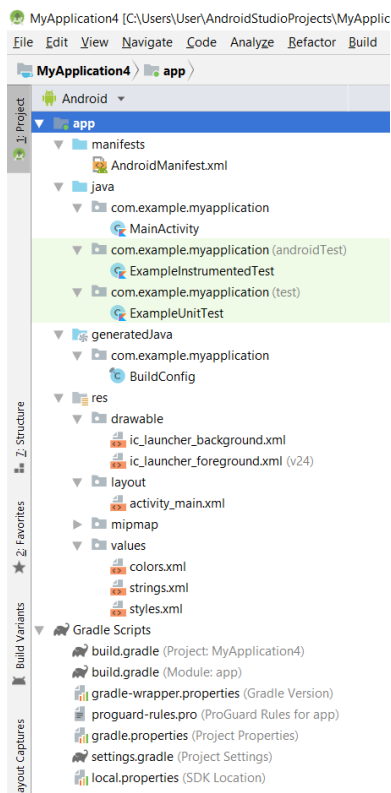 MyApplication4 [C:\Users\User\AndroidStudioProjects\MyApplic
File Edit View Navigate Code Analyze Refactor Build
MyApplication4 app
1: Project
Android
app
manifests
AndroidManifest.xml
java
com.example.myapplication
MainActivity
com.example.myapplication (androidTest)
ExampleInstrumentedTest
com.example.myapplication (test)
ExampleUnitTest
generatedJava
com.example.myapplication
BuildConfig
res
drawable
ic_launcher_background.xml
ic_launcher_foreground.xml (v24)
layout
activity_main.xml
mipmap
values
colors.xml
strings.xml
styles.xml
Gradle Scripts
build.gradle (Project: MyApplication4)
build.gradle (Module: app)
gradle-wrapper.properties (Gradle Version)
proguard-rules.pro (ProGuard Rules for app)
gradle.properties (Project Properties)
settings.gradle (Project Settings)
local.properties (SDK Location)
7: Structure
2: Favorites
Build Variants
ayout Captures